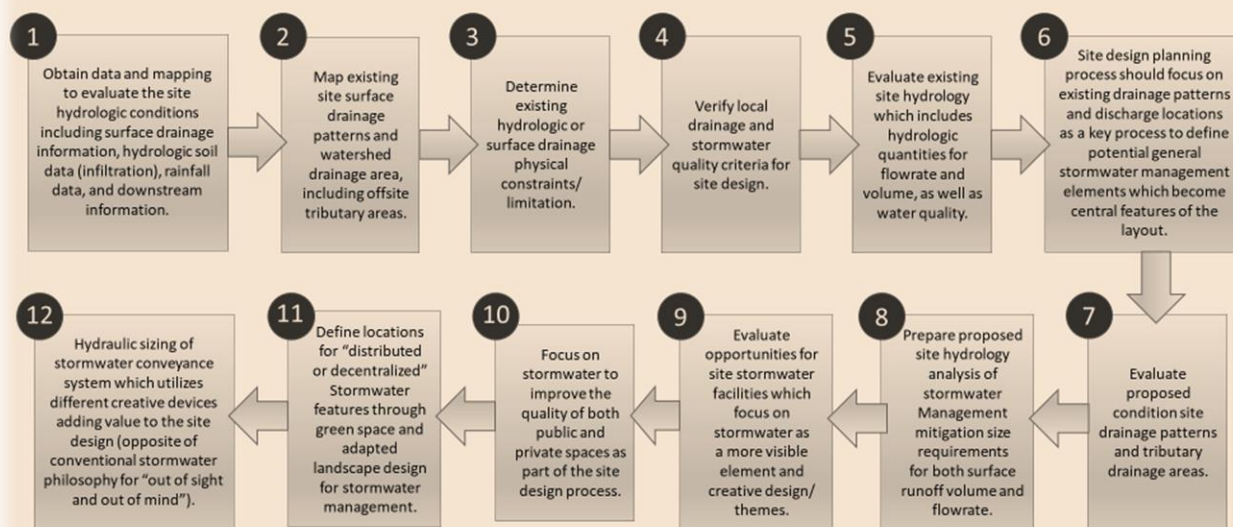 1
Obtain data and mapping
to evaluate the site
hydrologic conditions
including surface drainage
information, hydrologic soil
data (infiltration), rainfall
data, and downstream
information.
2
Map existing
site surface
drainage
patterns and
watershed
drainage area,
including offsite
tributary areas.
3
Determine
existing
hydrologic or
surface drainage
physical
constraints/
limitation.
4
Verify local
drainage and
stormwater
quality criteria for
site design.
5
Evaluate existing
site hydrology
which includes
hydrologic
quantities for
flowrate and
volume, as well as
water quality.
6
Site design planning
process should focus on
existing drainage patterns
and discharge locations
as a key process to define
potential general
stormwater management
elements which become
central features of the
layout.
7
Evaluate
proposed
condition site
drainage patterns
and tributary
drainage areas.
8
Prepare proposed
site hydrology
analysis of
stormwater
Management
mitigation size
requirements
for both surface
runoff volume and
flowrate.
9
Evaluate
opportunities for
site stormwater
facilities which
focus on
stormwater as
a more visible
element and
creative design/
themes.
10
Focus on
stormwater to
improve the
quality of both
public and
private spaces as
part of the site
design process.
11
Define locations
for “distributed
or decentralized”
Stormwater
features through
green space and
adapted
landscape design
for stormwater
management.
12
Hydraulic sizing of
stormwater conveyance
system which utilizes
different creative devices
adding value to the site
design (opposite of
conventional stormwater
philosophy for “out of sight
and out of mind”).